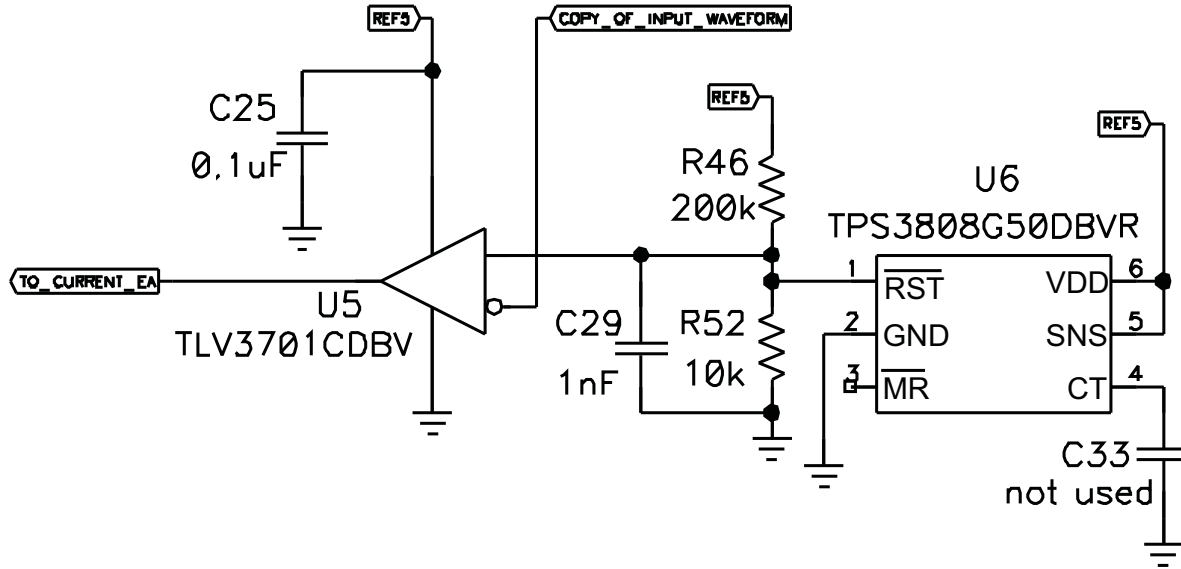 REF5
COPY_OF_INPUT_WAVEFORM
C25
0,1uF
REF5
R46
200k
REF5
U6
TPS3808G50DBVR
TO_CURRENT_EA
U5
TLV3701CDBV
C29
1nF
R52
10k
1
RST
2
GND
3
MR
VDD
6
SNS
5
CT
4
C33
not used